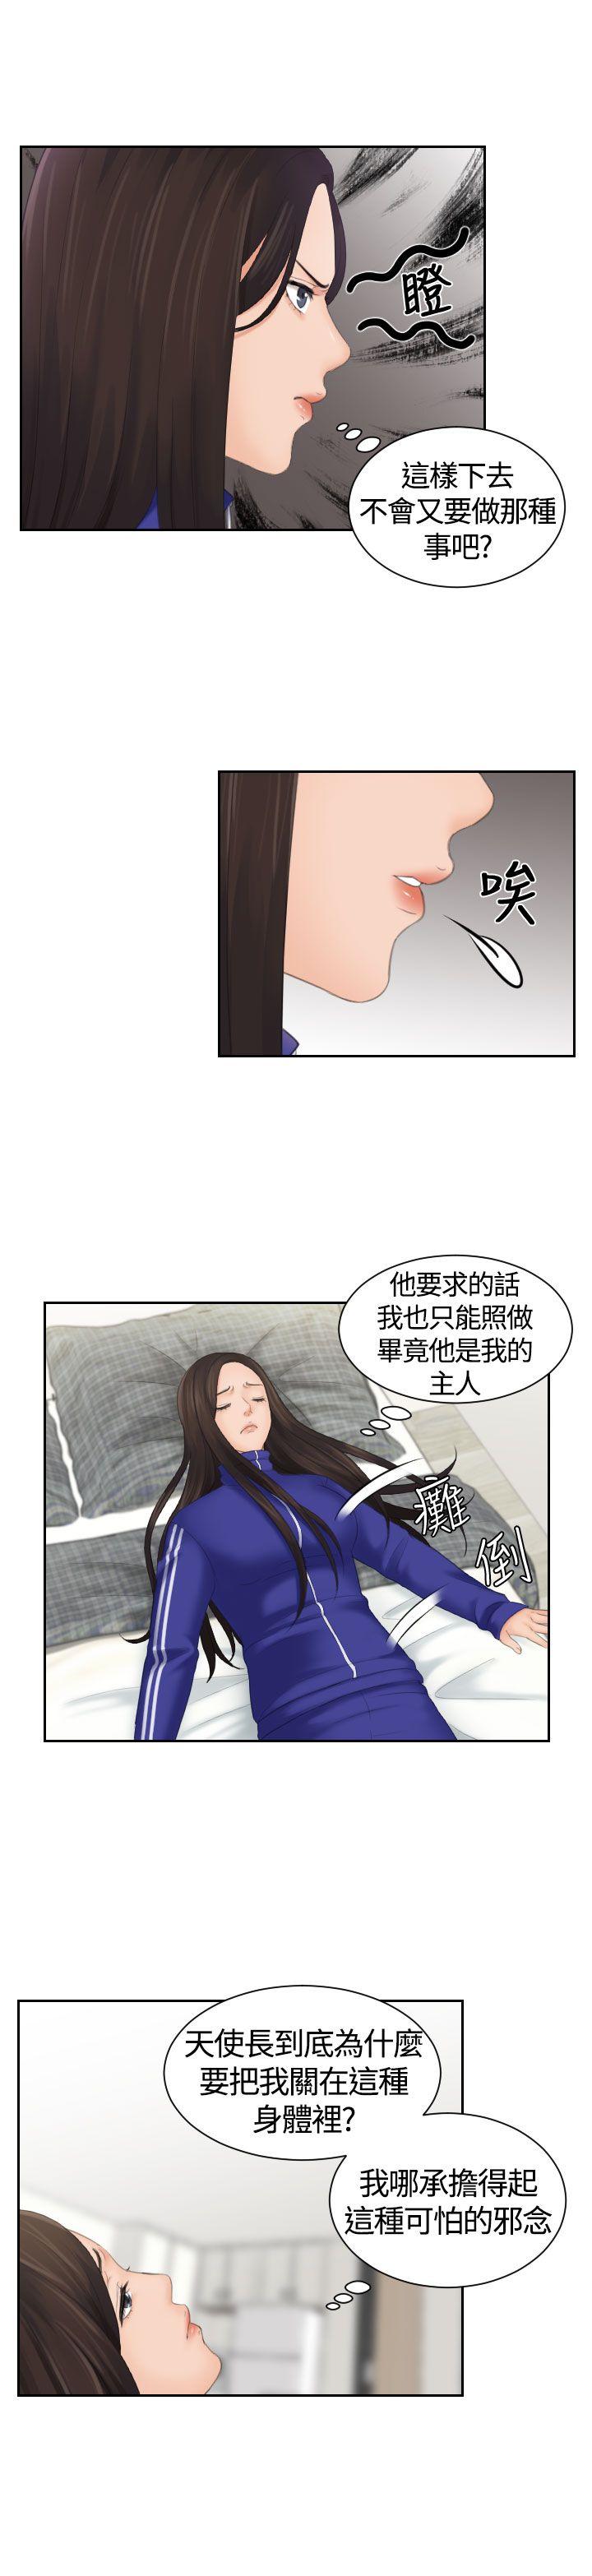 瞪
這樣下去
不會又要做那種
事吧?
唉
他要求的話
我也只能照做
畢竟他是我的
主人
癱
倒
天使長到底為什麼
要把我關在這種
身體裡?
我哪承擔得起
這種可怕的邪念